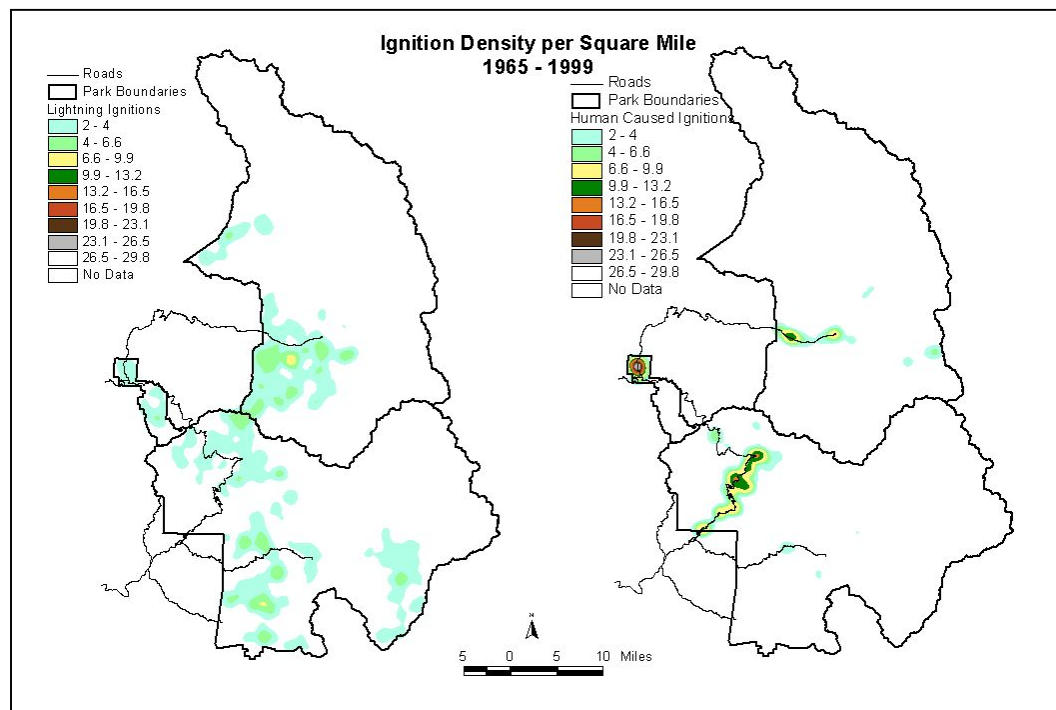 Ignition Density per Square Mile
1965 - 1999
Roads
Park Boundaries
Lightning Ignitions
2 - 4
4 - 6.6
6.6 - 9.9
9.9 - 13.2
13.2 - 16.5
16.5 - 19.8
19.8 - 23.1
23.1 - 26.5
26.5 - 29.8
No Data
Roads
Park Boundaries
Human Caused Ignitions
2 - 4
4 - 6.6
6.6 - 9.9
9.9 - 13.2
13.2 - 16.5
16.5 - 19.8
19.8 - 23.1
23.1 - 26.5
26.5 - 29.8
No Data
5 0 5 10 Miles